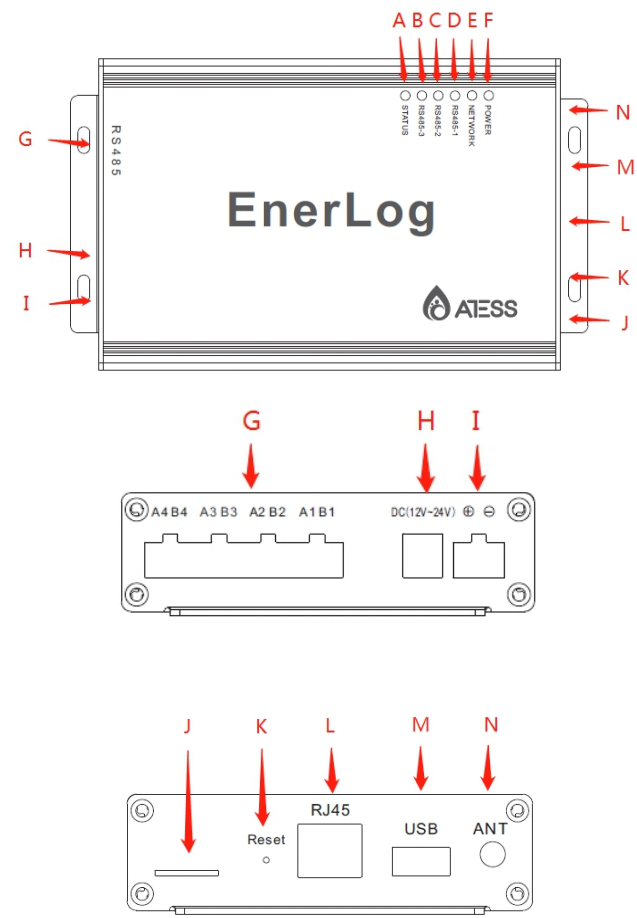 A B C D E F
STATUS
RS485-3
RS485-2
RS485-1
NETWORK
POWER
RS485
G
H
I
N
M
L
K
J
EnerLog
ATESS
G H I
A4 B4 A3 B3 A2 B2 A1 B1 DC(12V~24V) ⊕ ⊖
J K L M N
RJ45
Reset
USB
ANT